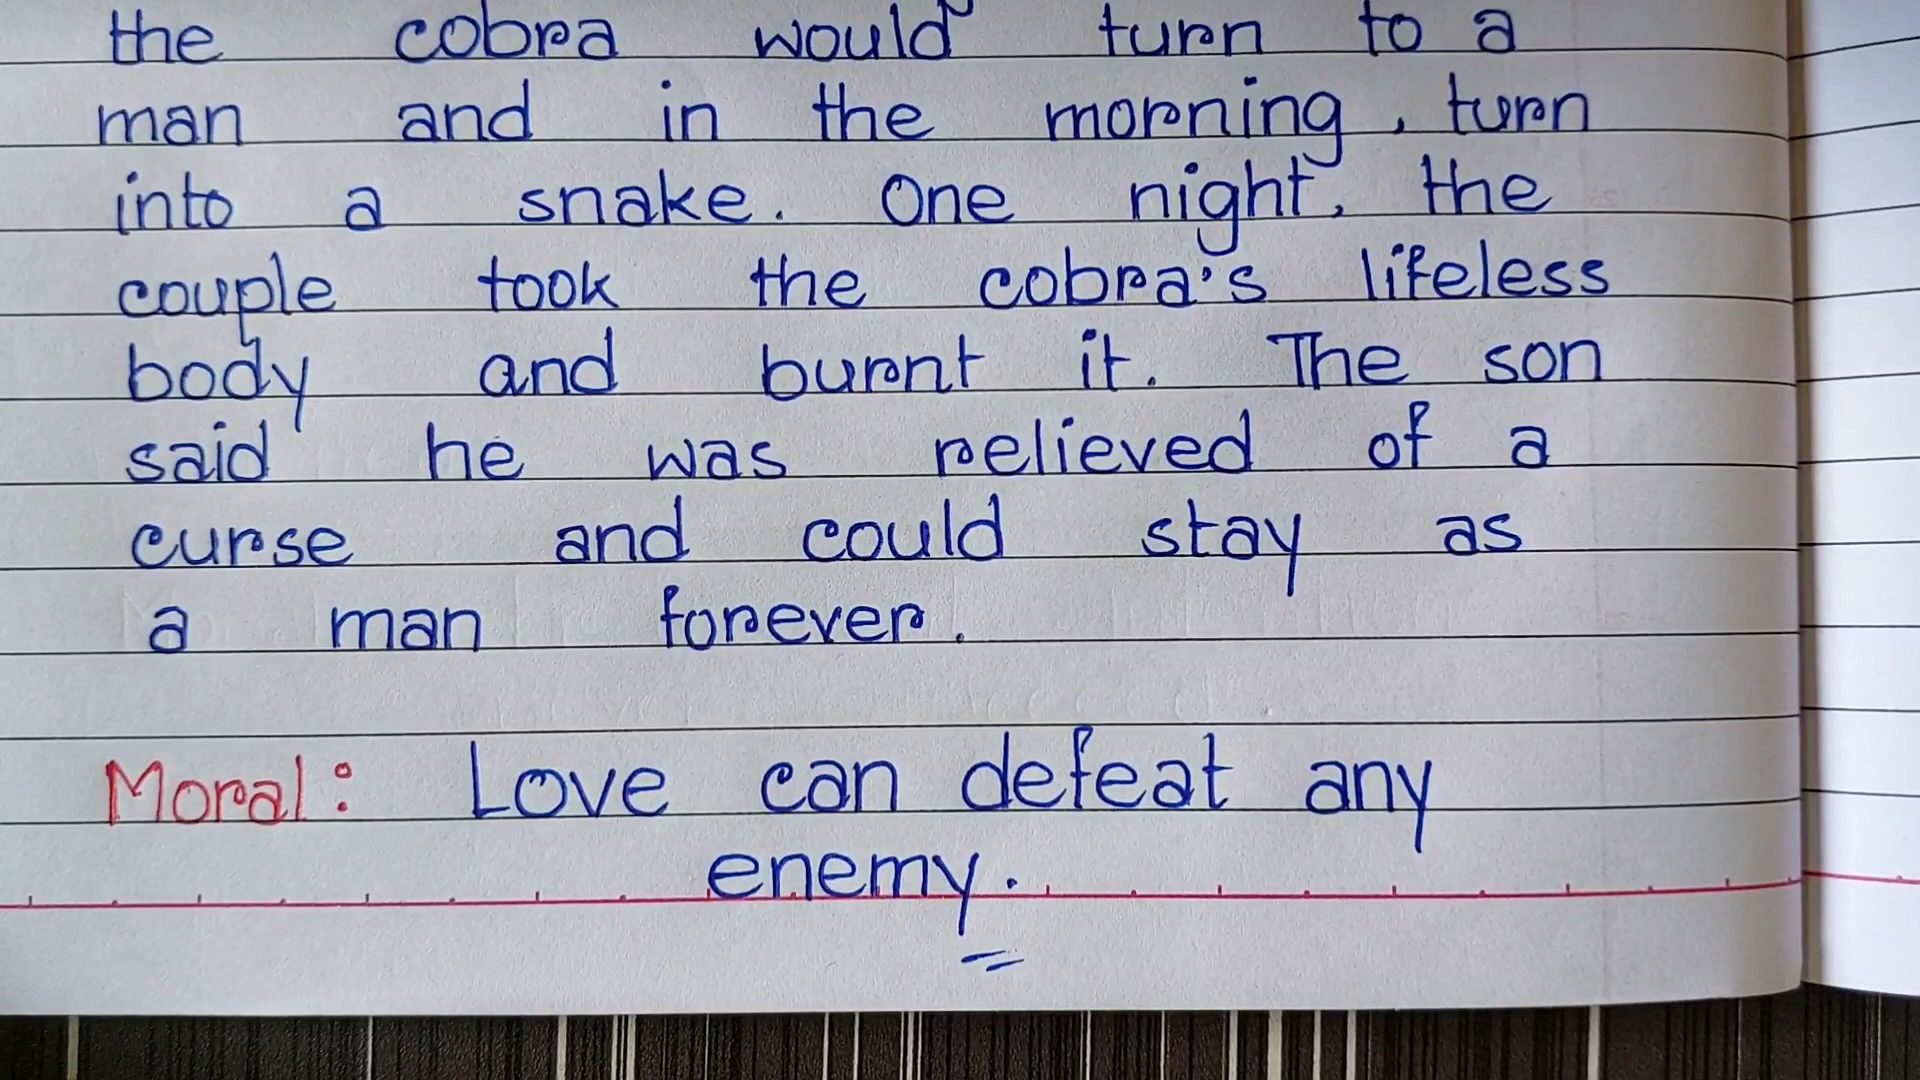 the cobra would turn to a
man and in the morning, turn
into a snake. One night, the
couple took the cobra's lifeless
body and burnt it. The son
said he was relieved of a
curse and could stay as
a man forever.
Moral: Love can defeat any
enemy.